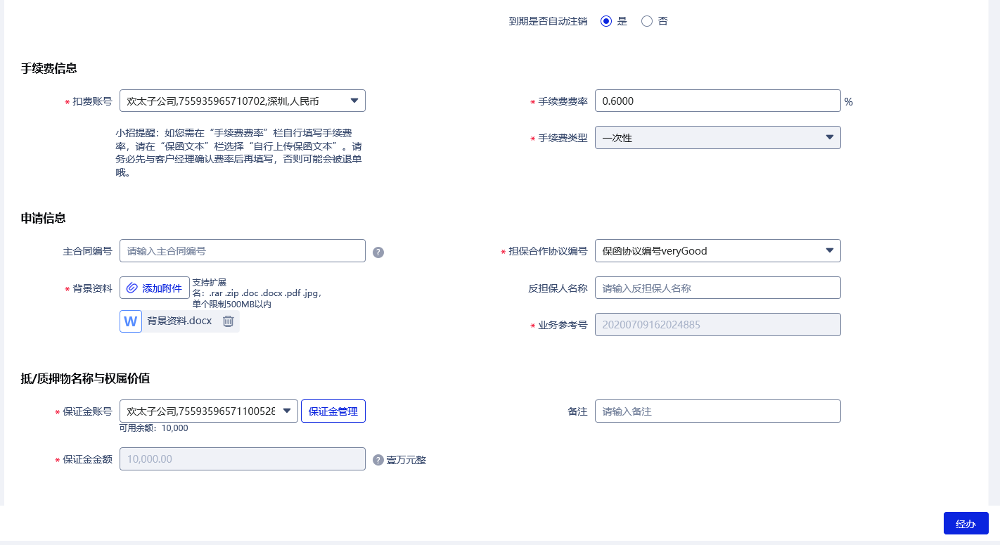 到期是否自动注销 是 否
手续费信息
* 扣费账号 欢太子公司,755935965710702,深圳,人民币
* 手续费费率 0.6000 %
小招提醒：如您需在“手续费费率”栏自行填写手续费
率，请在“保函文本”栏选择“自行上传保函文本”。请
务必先与客户经理确认费率后再填写，否则可能会被退单
哦。
* 手续费类型 一次性
申请信息
主合同编号 请输入主合同编号 ?
* 担保合作协议编号 保函协议编号veryGood
* 背景资料 添加附件
支持扩展
名：.rar .zip .doc .docx .pdf .jpg，
单个限制500MB以内
W 背景资料.docx
反担保人名称 请输入反担保人名称
* 业务参考号 20200709162024885
抵/质押物名称与权属价值
* 保证金账号 欢太子公司,75593596571100528 保证金管理
可用余额：10,000
备注 请输入备注
* 保证金金额 10,000.00 ? 壹万元整
经办